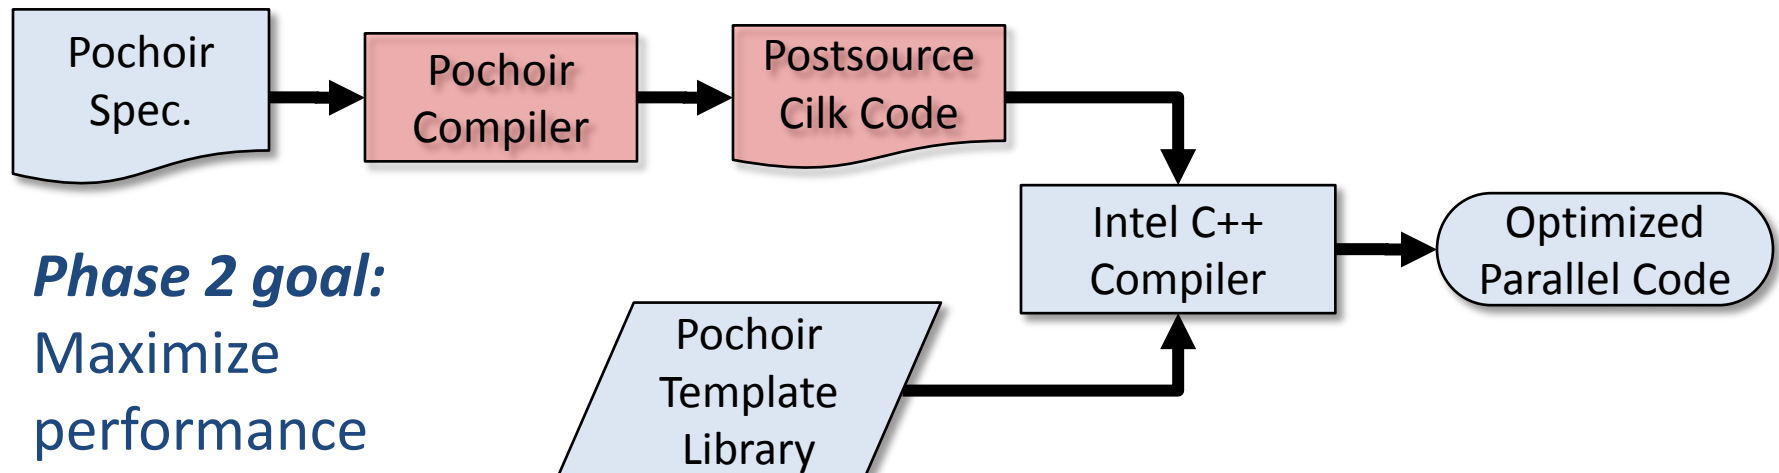 Pochoir
Spec.
Pochoir
Compiler
Postsource
Cilk Code
Intel C++
Compiler
Optimized
Parallel Code
Phase 2 goal:
Maximize
performance
Pochoir
Template
Library